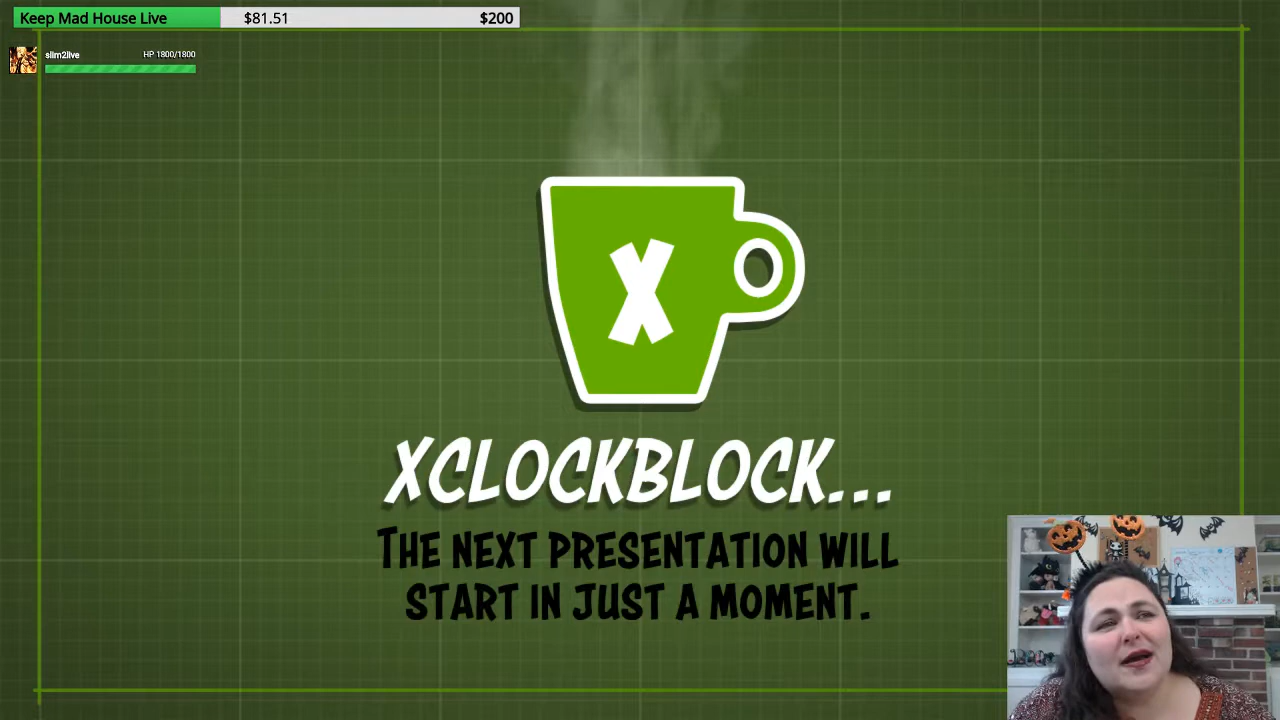 Keep Mad House Live $81.51 $200
slim2live HP 1800/1800
X
XCLOCKBLOCK...
THE NEXT PRESENTATION WILL
START IN JUST A MOMENT.